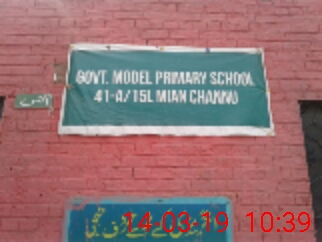 GOVT. MODEL PRIMARY SCHOOL
41-A/15L MIAN CHANNU
14-03-19 10:39